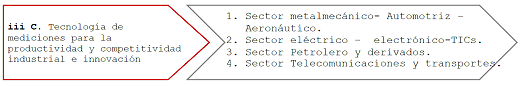 iii C. Tecnología de
mediciones para la
productividad y competitividad
industrial e innovación
1. Sector metalmecánico= Automotriz –
Aeronáutico.
2. Sector eléctrico – electrónico=TICs.
3. Sector Petrolero y derivados.
4. Sector Telecomunicaciones y transportes.